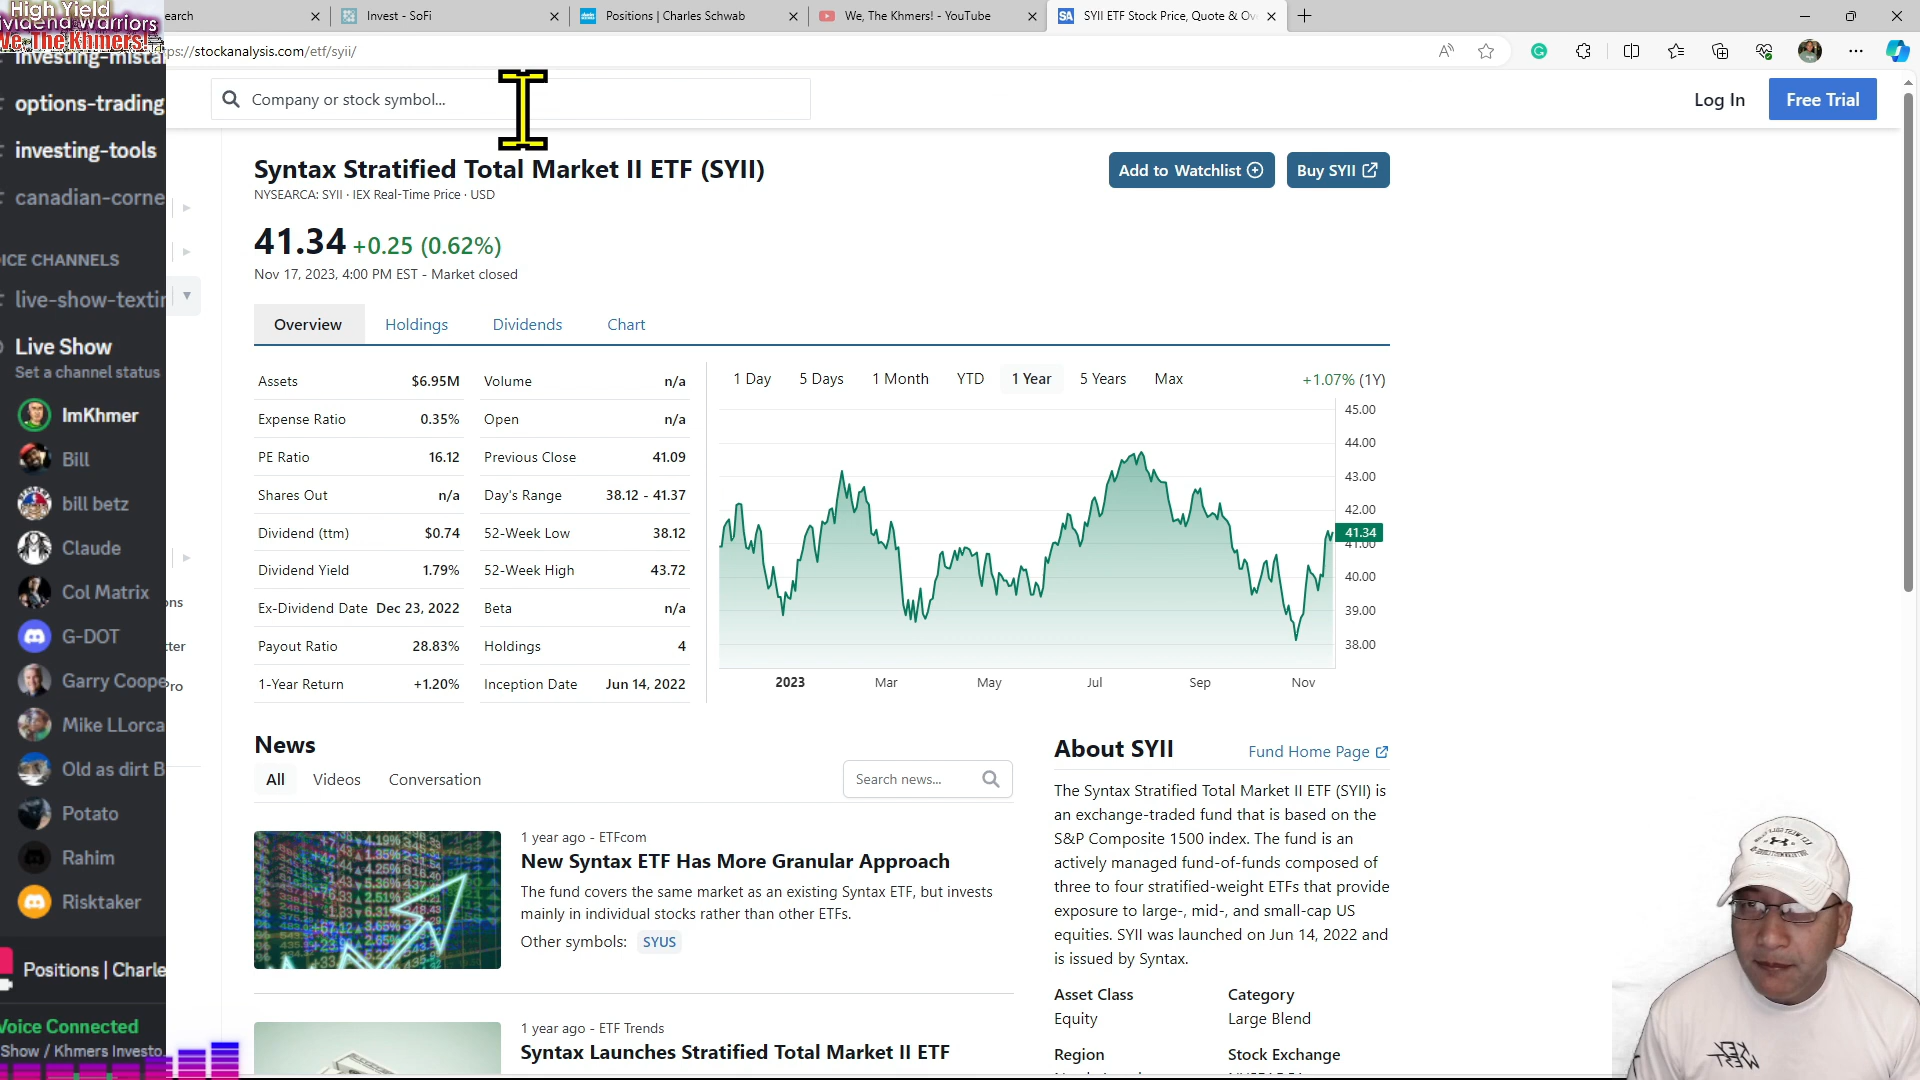 High Yield
Dividend Warriors
We, The Khmers!
earch
Invest - SoFi
Positions | Charles Schwab
We, The Khmers! - YouTube
SYII ETF Stock Price, Quote & Ov
ps://stockanalysis.com/etf/syii/
Company or stock symbol...
Log In
Free Trial
investing-mistak
options-trading
investing-tools
canadian-corne
OICE CHANNELS
live-show-textin
Live Show
Set a channel status
ImKhmer
Bill
bill betz
Claude
Col Matrix
G-DOT
Garry Coope
Mike LLorca
Old as dirt B
Potato
Rahim
Risktaker
Positions | Charle
Voice Connected
Show / Khmers Investo
ons
ter
Pro
Syntax Stratified Total Market II ETF (SYII)
NYSEARCA: SYII · IEX Real-Time Price · USD
Add to Watchlist
Buy SYII
41.34 +0.25 (0.62%)
Nov 17, 2023, 4:00 PM EST - Market closed
Overview Holdings Dividends Chart
Assets $6.95M Volume n/a
Expense Ratio 0.35% Open n/a
PE Ratio 16.12 Previous Close 41.09
Shares Out n/a Day's Range 38.12 - 41.37
Dividend (ttm) $0.74 52-Week Low 38.12
Dividend Yield 1.79% 52-Week High 43.72
Ex-Dividend Date Dec 23, 2022 Beta n/a
Payout Ratio 28.83% Holdings 4
1-Year Return +1.20% Inception Date Jun 14, 2022
1 Day 5 Days 1 Month YTD 1 Year 5 Years Max +1.07% (1Y)
45.00
44.00
43.00
42.00
41.34
41.00
40.00
39.00
38.00
2023 Mar May Jul Sep Nov
News
All Videos Conversation
Search news...
1 year ago - ETFcom
New Syntax ETF Has More Granular Approach
The fund covers the same market as an existing Syntax ETF, but invests
mainly in individual stocks rather than other ETFs.
Other symbols: SYUS
1 year ago - ETF Trends
Syntax Launches Stratified Total Market II ETF
About SYII
Fund Home Page
The Syntax Stratified Total Market II ETF (SYII) is
an exchange-traded fund that is based on the
S&P Composite 1500 index. The fund is an
actively managed fund-of-funds composed of
three to four stratified-weight ETFs that provide
exposure to large-, mid-, and small-cap US
equities. SYII was launched on Jun 14, 2022 and
is issued by Syntax.
Asset Class Category
Equity Large Blend
Region Stock Exchange